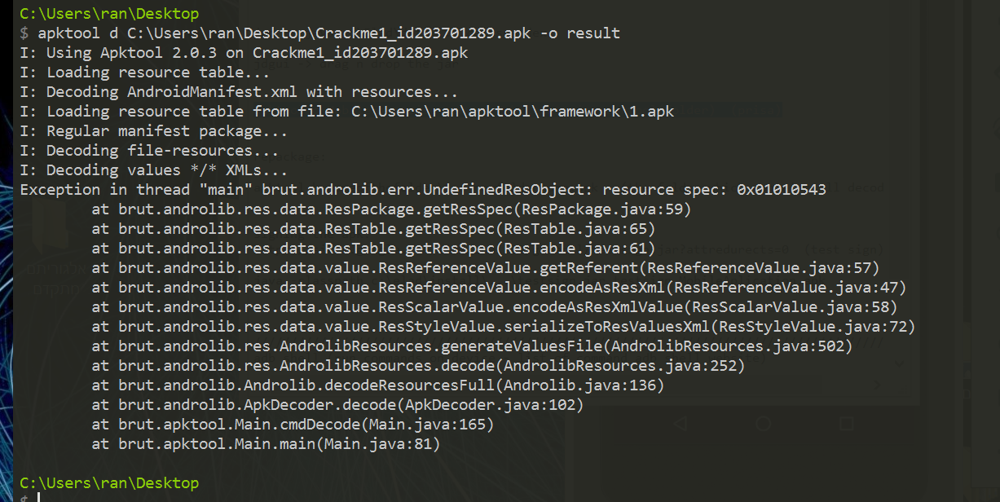 C:\Users\ran\Desktop
$ apktool d C:\Users\ran\Desktop\Crackme1_id203701289.apk -o result
I: Using Apktool 2.0.3 on Crackme1_id203701289.apk
I: Loading resource table...
I: Decoding AndroidManifest.xml with resources...
I: Loading resource table from file: C:\Users\ran\apktool\framework\1.apk
I: Regular manifest package...
I: Decoding file-resources...
I: Decoding values */* XMLs...
Exception in thread "main" brut.androlib.err.UndefinedResObject: resource spec: 0x01010543
at brut.androlib.res.data.ResPackage.getResSpec(ResPackage.java:59)
at brut.androlib.res.data.ResTable.getResSpec(ResTable.java:65)
at brut.androlib.res.data.ResTable.getResSpec(ResTable.java:61)
at brut.androlib.res.data.value.ResReferenceValue.getReferent(ResReferenceValue.java:57)
at brut.androlib.res.data.value.ResReferenceValue.encodeAsResXml(ResReferenceValue.java:47)
at brut.androlib.res.data.value.ResScalarValue.encodeAsResXmlValue(ResScalarValue.java:58)
at brut.androlib.res.data.value.ResStyleValue.serializeToResValuesXml(ResStyleValue.java:72)
at brut.androlib.res.AndrolibResources.generateValuesFile(AndrolibResources.java:502)
at brut.androlib.res.AndrolibResources.decode(AndrolibResources.java:252)
at brut.androlib.Androlib.decodeResourcesFull(Androlib.java:136)
at brut.androlib.ApkDecoder.decode(ApkDecoder.java:102)
at brut.apktool.Main.cmdDecode(Main.java:165)
at brut.apktool.Main.main(Main.java:81)
C:\Users\ran\Desktop
$